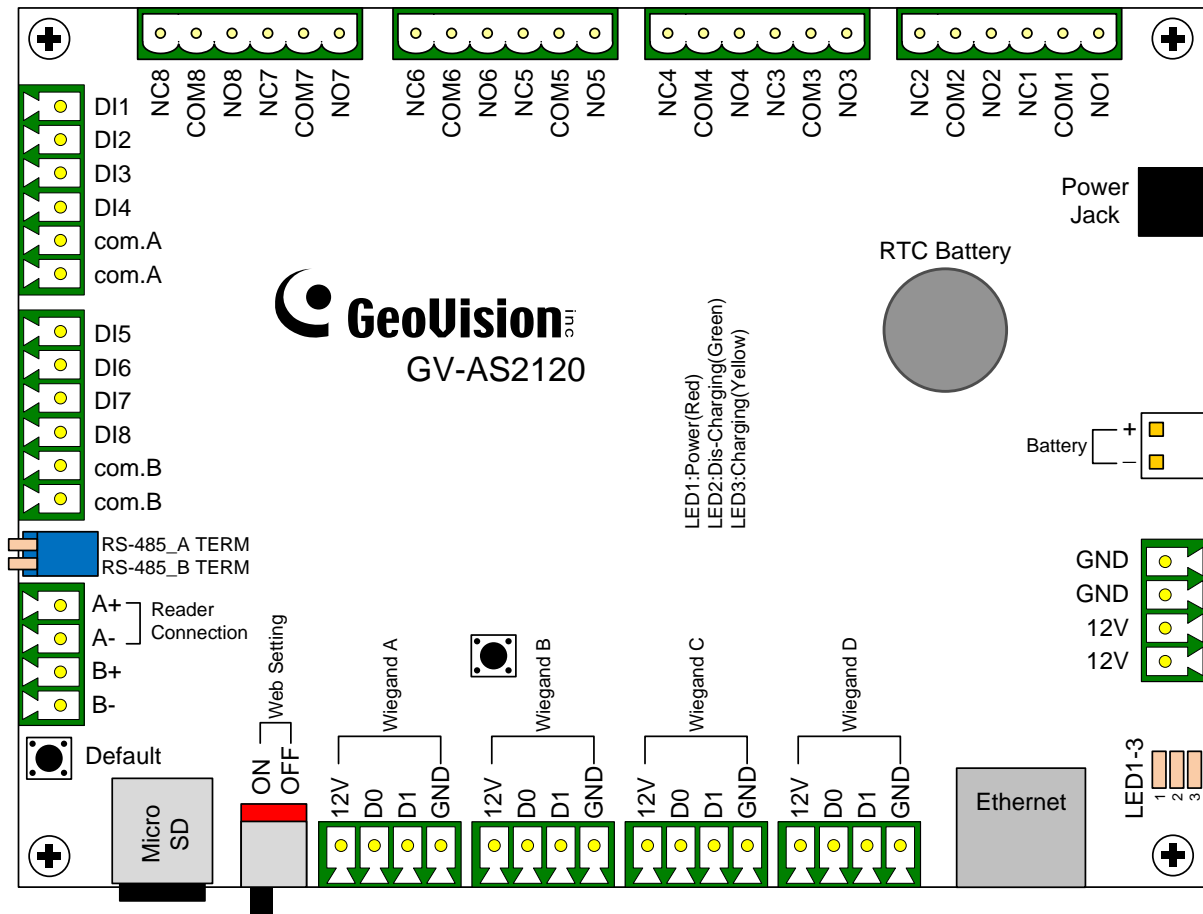 NC8 COM8 NO8 NC7 COM7 NO7
NC6 COM6 NO6 NC5 COM5 NO5
NC4 COM4 NO4 NC3 COM3 NO3
NC2 COM2 NO2 NC1 COM1 NO1
DI1
DI2
DI3
DI4
com.A
com.A
Power
Jack
RTC Battery
GeoVision inc
GV-AS2120
LED1:Power(Red)
LED2:Dis-Charging(Green)
LED3:Charging(Yellow)
DI5
DI6
DI7
DI8
com.B
com.B
Battery
+
−
RS-485_A TERM
RS-485_B TERM
GND
GND
12V
12V
A+
A-
B+
B-
Reader
Connection
Default
Web Setting
ON
OFF
Wiegand A
12V D0 D1 GND
Wiegand B
12V D0 D1 GND
Wiegand C
12V D0 D1 GND
Wiegand D
12V D0 D1 GND
Micro
SD
Ethernet
LED1-3
1 2 3